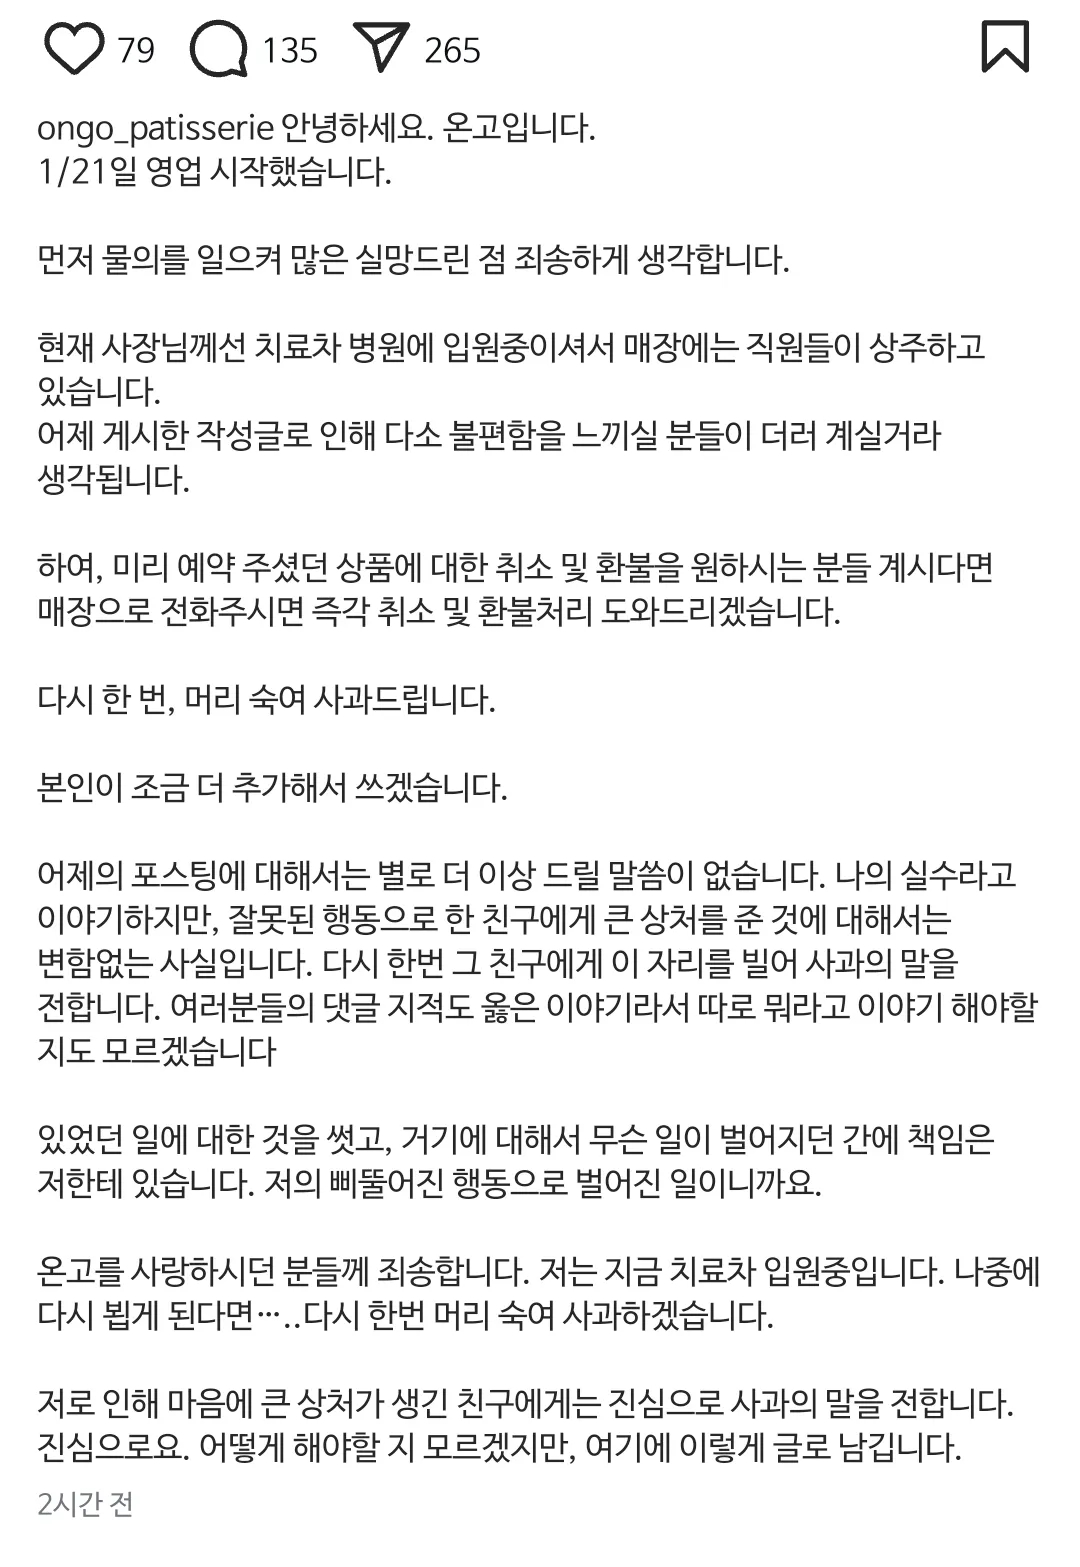 79 135 265
ongo_patisserie 안녕하세요. 온고입니다.
1/21일 영업 시작했습니다.
먼저 물의를 일으켜 많은 실망드린 점 죄송하게 생각합니다.
현재 사장님께선 치료차 병원에 입원중이셔서 매장에는 직원들이 상주하고
있습니다.
어제 게시한 작성글로 인해 다소 불편함을 느끼실 분들이 더러 계실거라
생각됩니다.
하여, 미리 예약 주셨던 상품에 대한 취소 및 환불을 원하시는 분들 계시다면
매장으로 전화주시면 즉각 취소 및 환불처리 도와드리겠습니다.
다시 한 번, 머리 숙여 사과드립니다.
본인이 조금 더 추가해서 쓰겠습니다.
어제의 포스팅에 대해서는 별로 더 이상 드릴 말씀이 없습니다. 나의 실수라고
이야기하지만, 잘못된 행동으로 한 친구에게 큰 상처를 준 것에 대해서는
변함없는 사실입니다. 다시 한번 그 친구에게 이 자리를 빌어 사과의 말을
전합니다. 여러분들의 댓글 지적도 옳은 이야기라서 따로 뭐라고 이야기 해야할
지도 모르겠습니다
있었던 일에 대한 것을 썻고, 거기에 대해서 무슨 일이 벌어지던 간에 책임은
저한테 있습니다. 저의 삐뚤어진 행동으로 벌어진 일이니까요.
온고를 사랑하시던 분들께 죄송합니다. 저는 지금 치료차 입원중입니다. 나중에
다시 뵙게 된다면…..다시 한번 머리 숙여 사과하겠습니다.
저로 인해 마음에 큰 상처가 생긴 친구에게는 진심으로 사과의 말을 전합니다.
진심으로요. 어떻게 해야할 지 모르겠지만, 여기에 이렇게 글로 남깁니다.
2시간 전